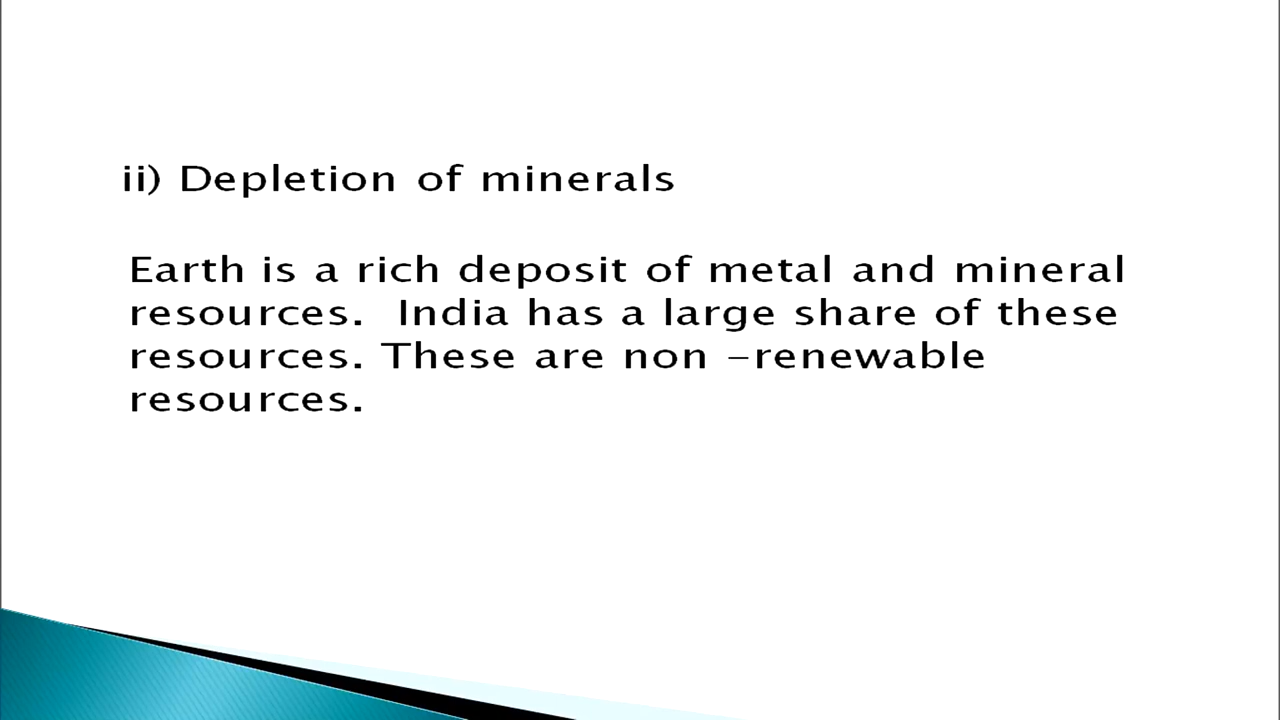 ii) Depletion of minerals
Earth is a rich deposit of metal and mineral
resources.  India has a large share of these
resources. These are non –renewable
resources.